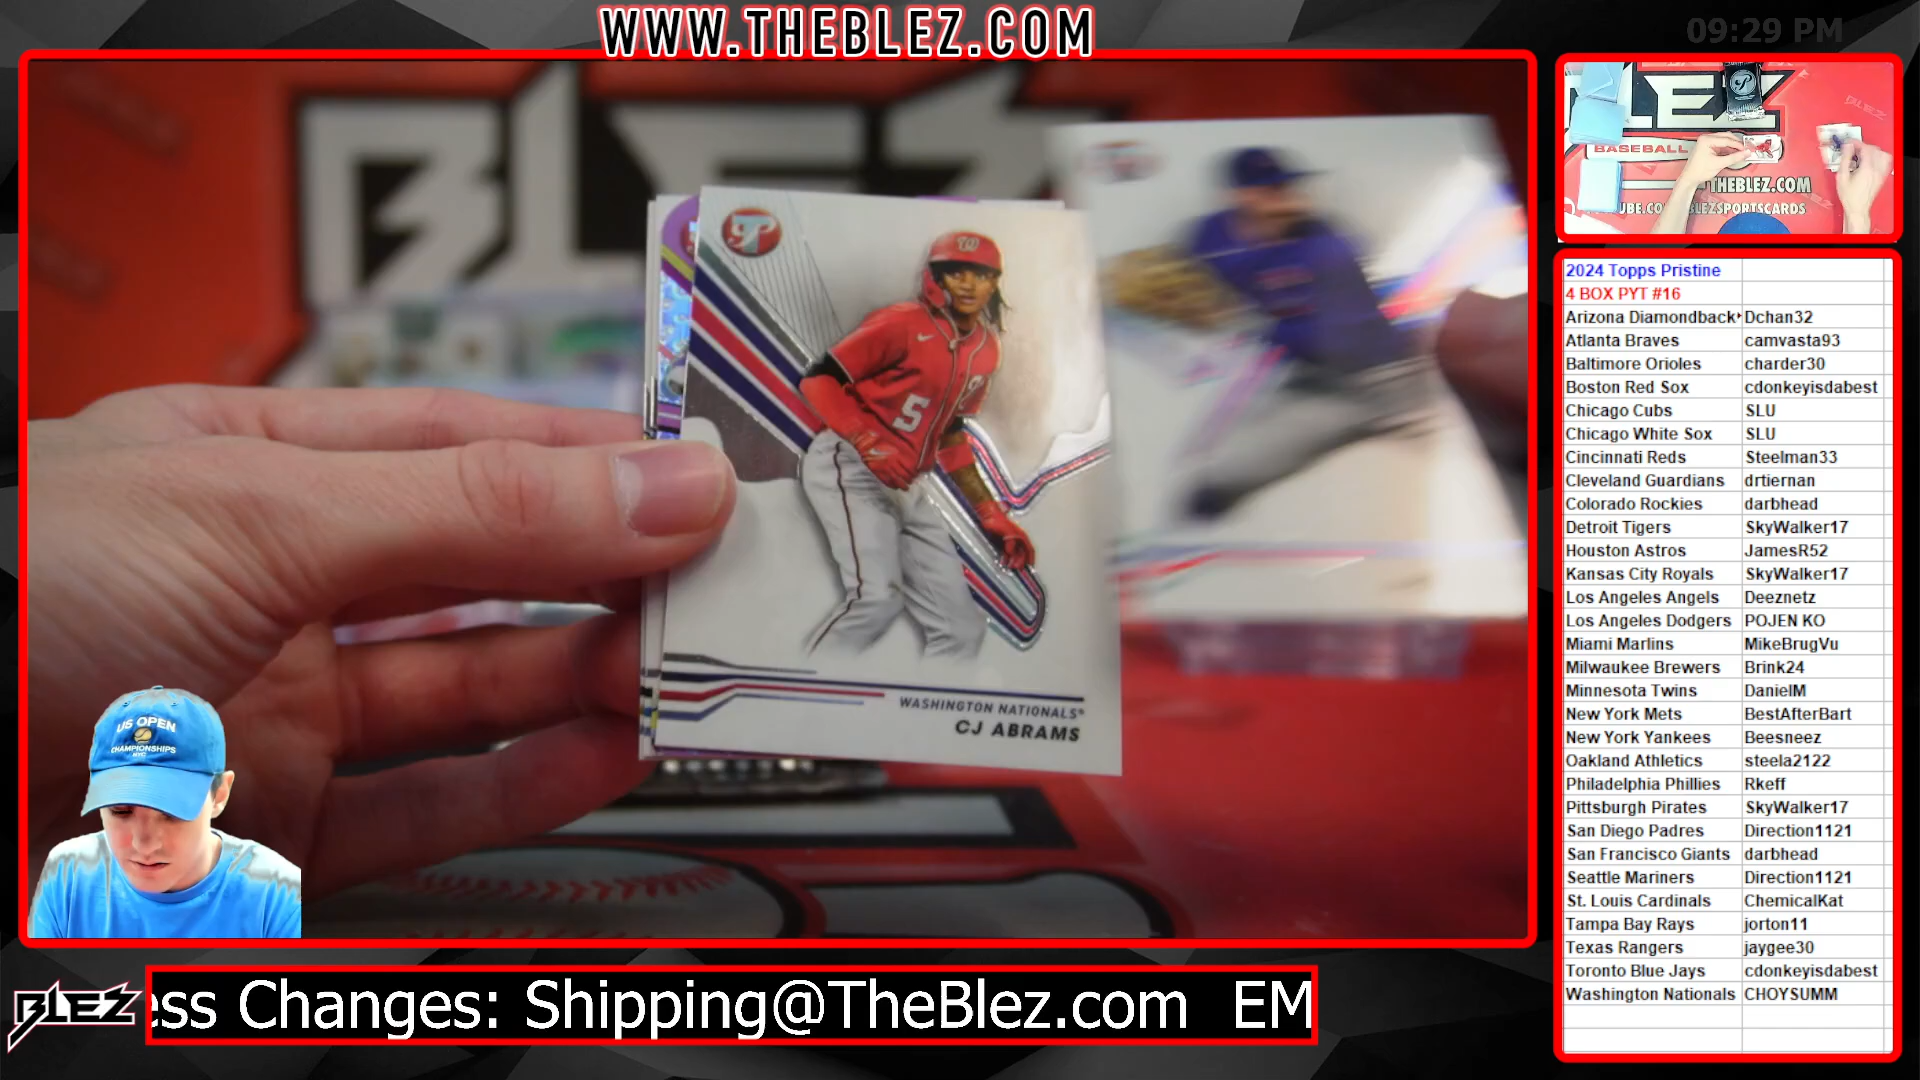 WWW.THEBLEZ.COM
09:29 PM
BLEZ
W
5
WASHINGTON NATIONALS
CJ ABRAMS
US OPEN
CHAMPIONSHIPS
NYC
BLEZ
ess Changes: Shipping@TheBlez.com EM
BLEZ
BASEBALL
THEBLEZ.COM
UBE.CO
BLEZSPORTSCARDS
2024 Topps Pristine
4 BOX PYT #16
Arizona Diamondback Dchan32
Atlanta Braves camvasta93
Baltimore Orioles charder30
Boston Red Sox cdonkeyisdabest
Chicago Cubs SLU
Chicago White Sox SLU
Cincinnati Reds Steelman33
Cleveland Guardians drtiernan
Colorado Rockies darbhead
Detroit Tigers SkyWalker17
Houston Astros JamesR52
Kansas City Royals SkyWalker17
Los Angeles Angels Deeznetz
Los Angeles Dodgers POJEN KO
Miami Marlins MikeBrugVu
Milwaukee Brewers Brink24
Minnesota Twins DanielM
New York Mets BestAfterBart
New York Yankees Beesneez
Oakland Athletics steela2122
Philadelphia Phillies Rkeff
Pittsburgh Pirates SkyWalker17
San Diego Padres Direction1121
San Francisco Giants darbhead
Seattle Mariners Direction1121
St. Louis Cardinals ChemicalKat
Tampa Bay Rays jorton11
Texas Rangers jaygee30
Toronto Blue Jays cdonkeyisdabest
Washington Nationals CHOYSUMM